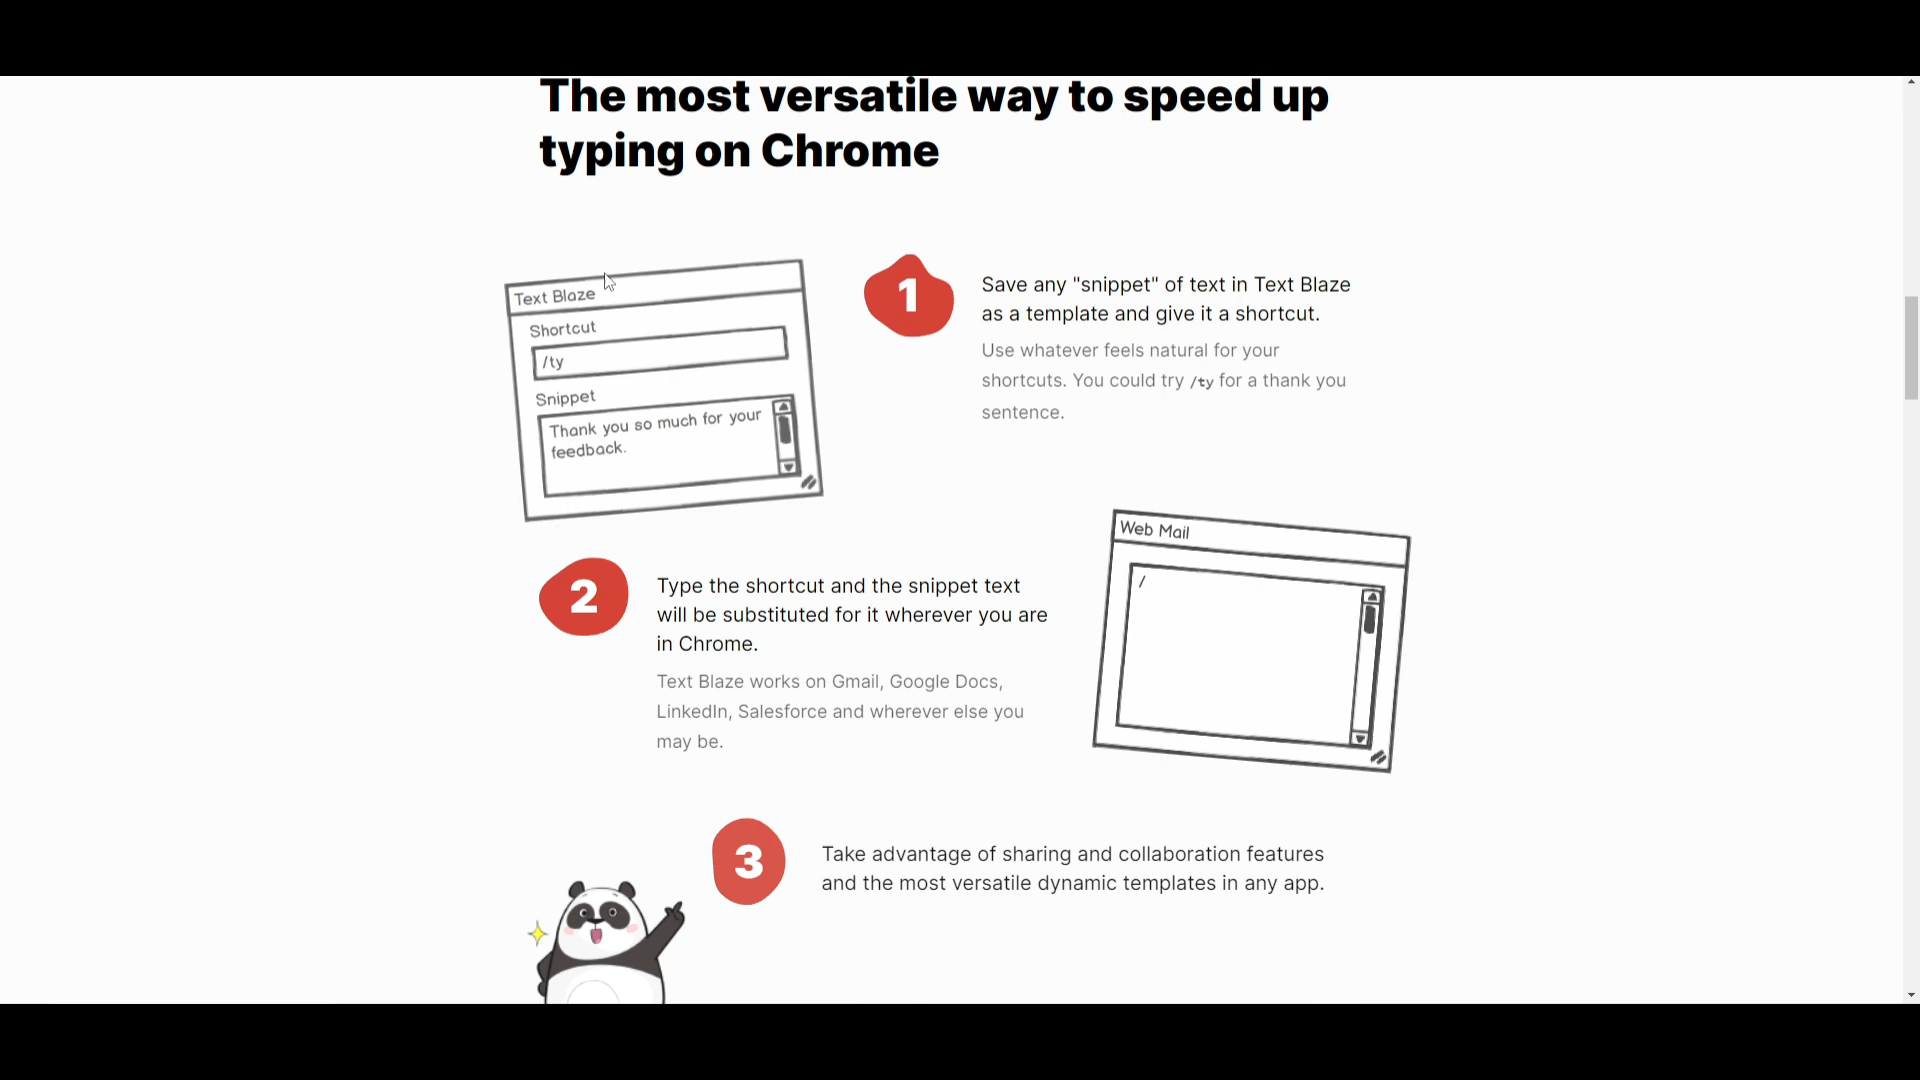 The most versatile way to speed up
typing on Chrome
Text Blaze
Shortcut
/ty
Snippet
Thank you so much for your
feedback.
1
Save any "snippet" of text in Text Blaze
as a template and give it a shortcut.
Use whatever feels natural for your
shortcuts. You could try /ty for a thank you
sentence.
2
Type the shortcut and the snippet text
will be substituted for it wherever you are
in Chrome.
Text Blaze works on Gmail, Google Docs,
LinkedIn, Salesforce and wherever else you
may be.
Web Mail
/
3
Take advantage of sharing and collaboration features
and the most versatile dynamic templates in any app.